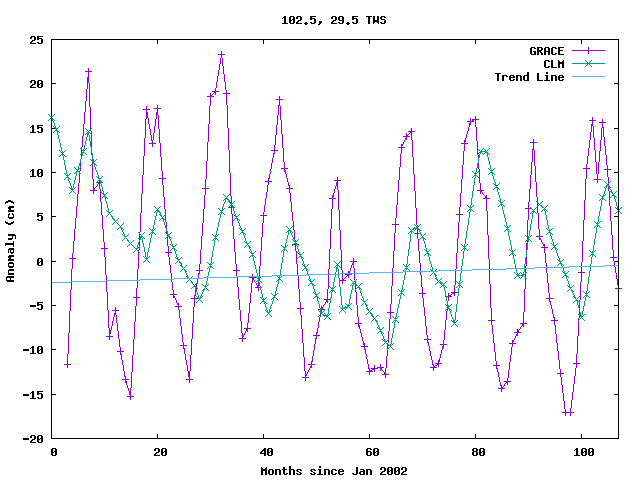 102.5, 29.5 TWS
GRACE
CLM
Trend Line
25
20
15
10
5
0
-5
-10
-15
-20
Anomaly (cm)
0 20 40 60 80 100
Months since Jan 2002